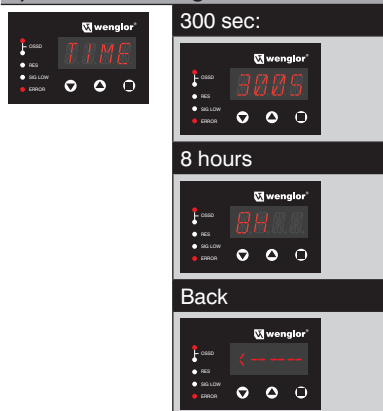 300 sec:
wenglor®
OSSD
RES
SIG LOW
ERROR
TIME
wenglor®
OSSD
RES
SIG LOW
ERROR
300S
8 hours
wenglor®
OSSD
RES
SIG LOW
ERROR
8H
Back
wenglor®
OSSD
RES
SIG LOW
ERROR
<----